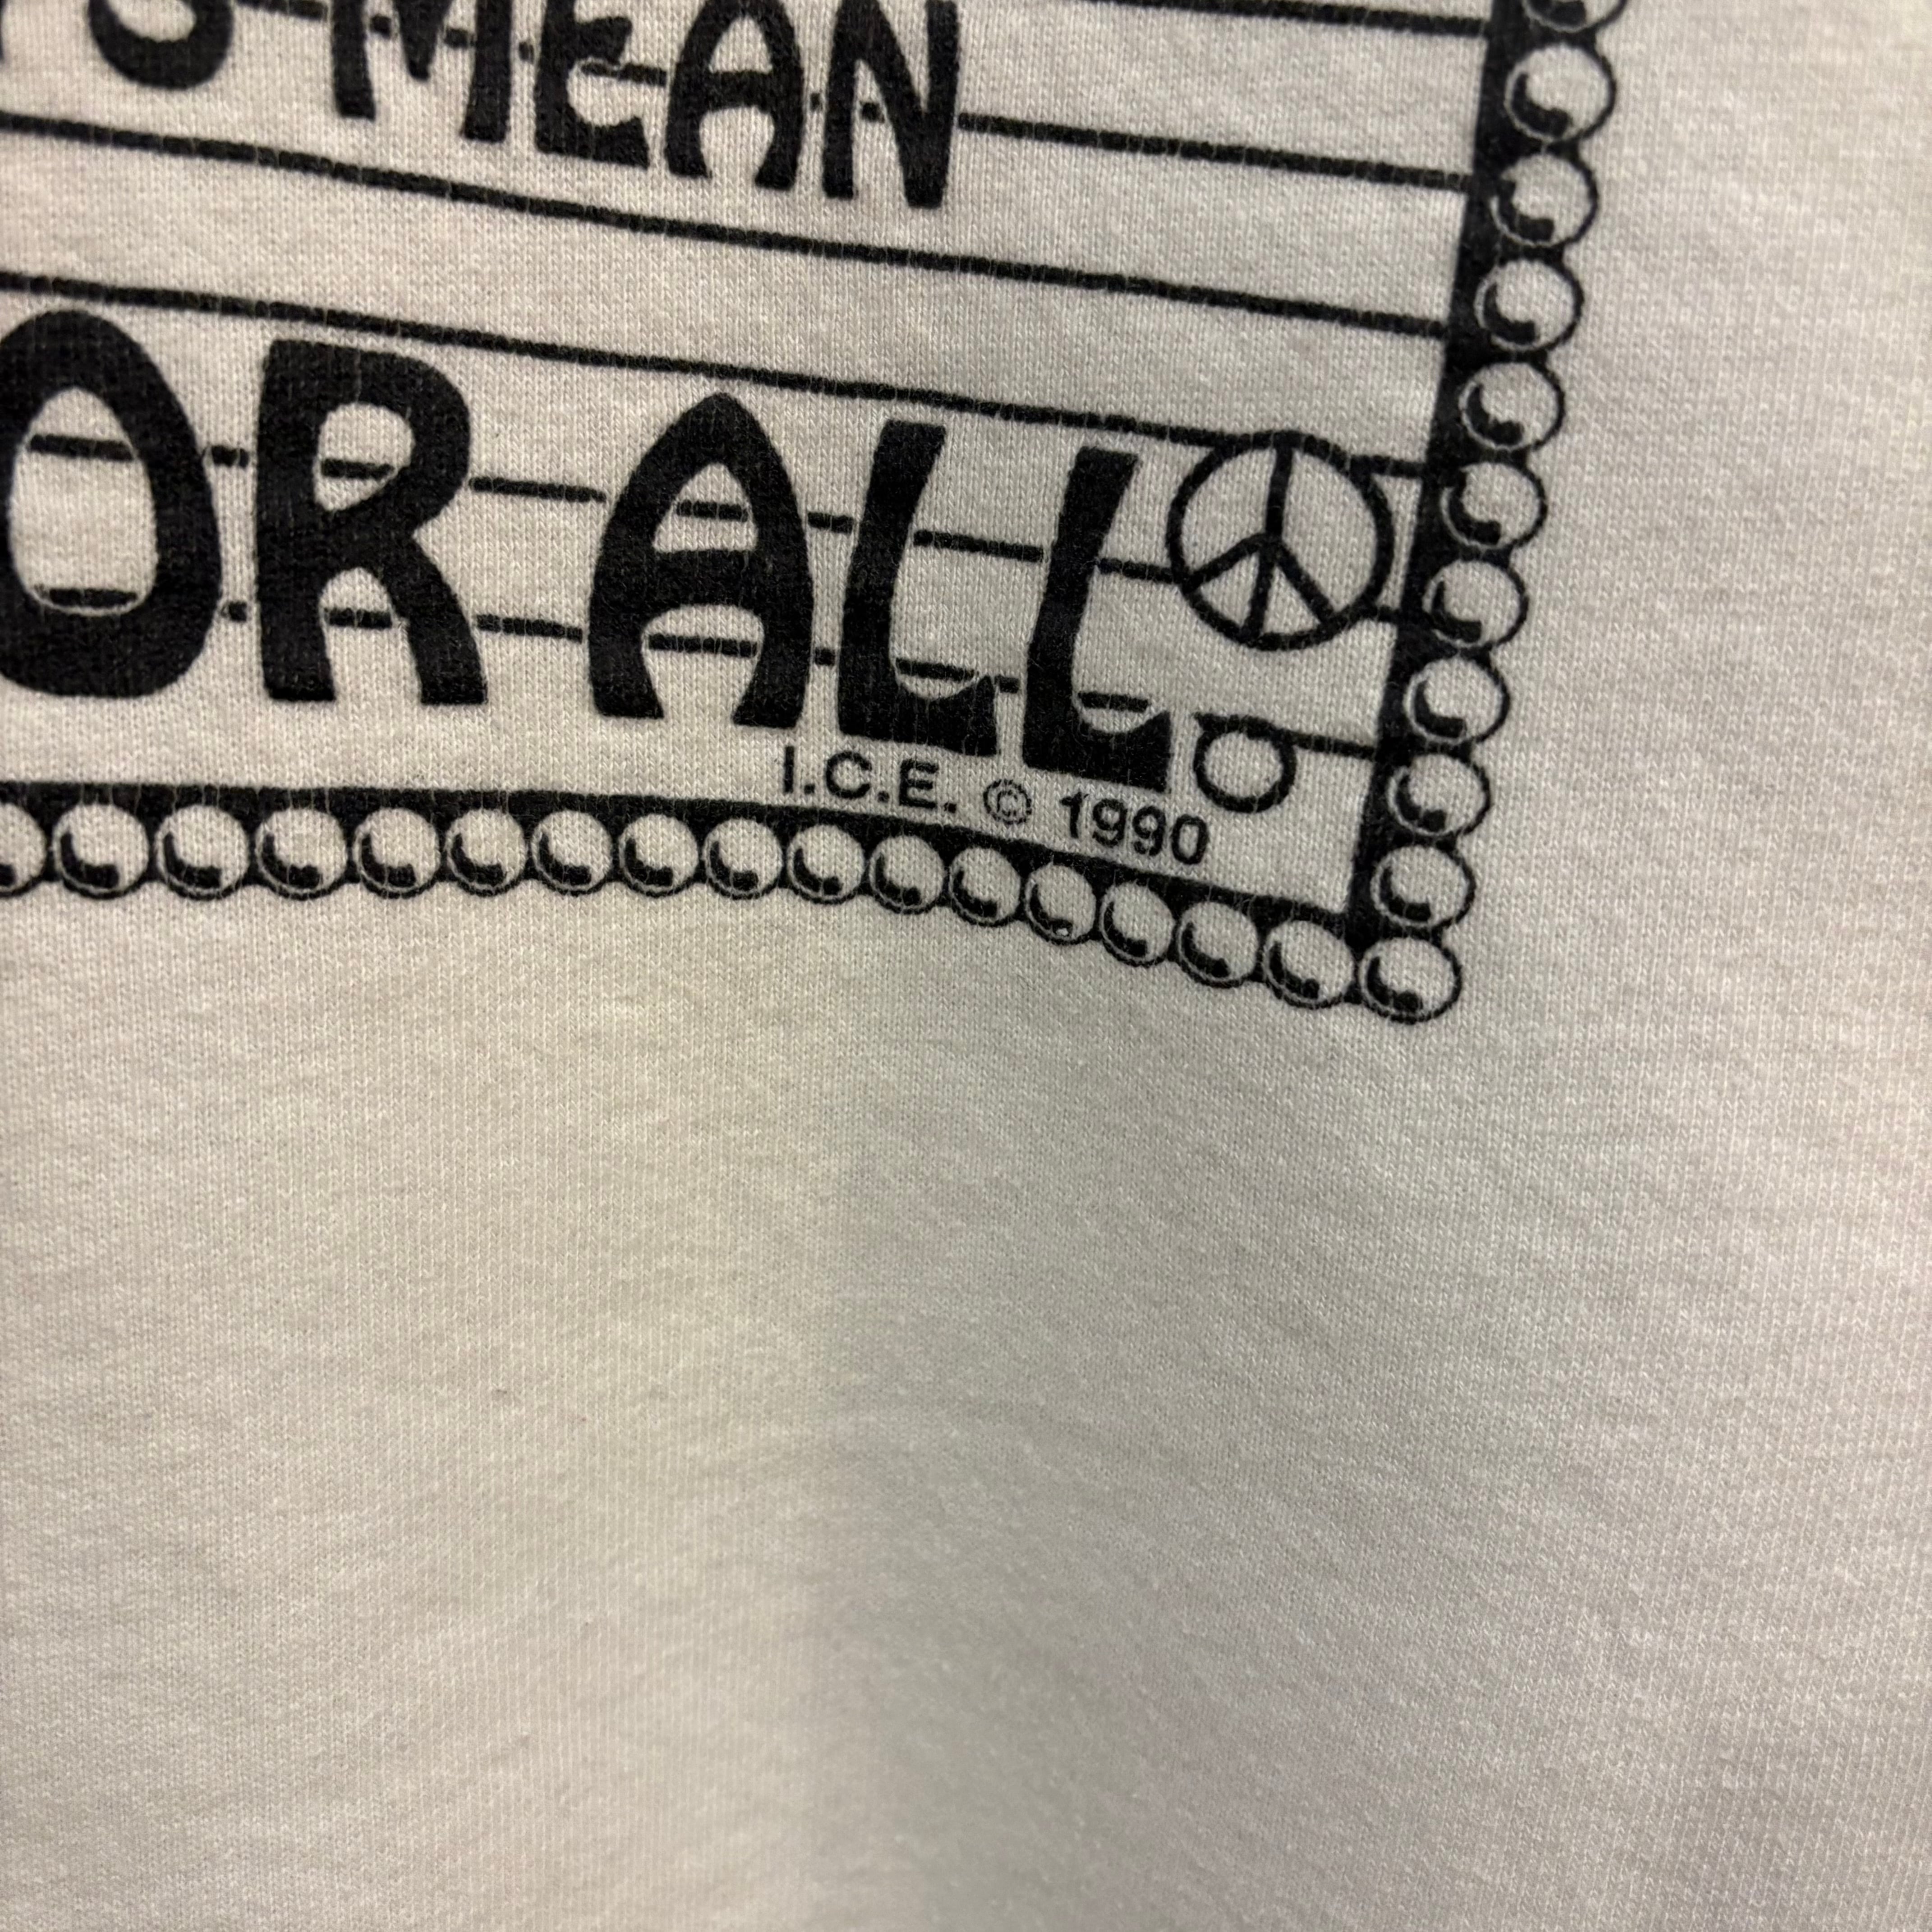 MEAN
OR ALL
I.C.E. © 1990